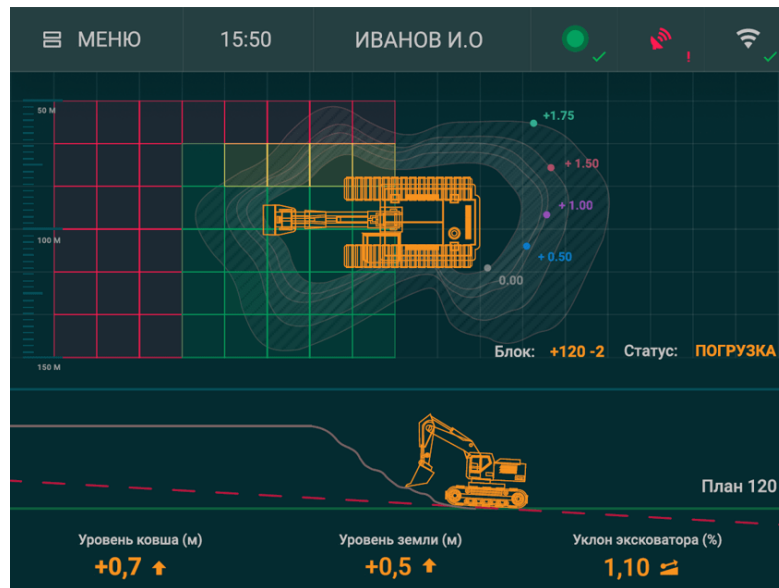 МЕНЮ 15:50 ИВАНОВ И.О
50 М
+1.75
+ 1.50
+ 1.00
100 М
+ 0.50
0.00
Блок: +120 -2 Статус: ПОГРУЗКА
150 М
План 120
Уровень ковша (м) Уровень земли (м) Уклон эксковатора (%)
+0,7 +0,5 1,10